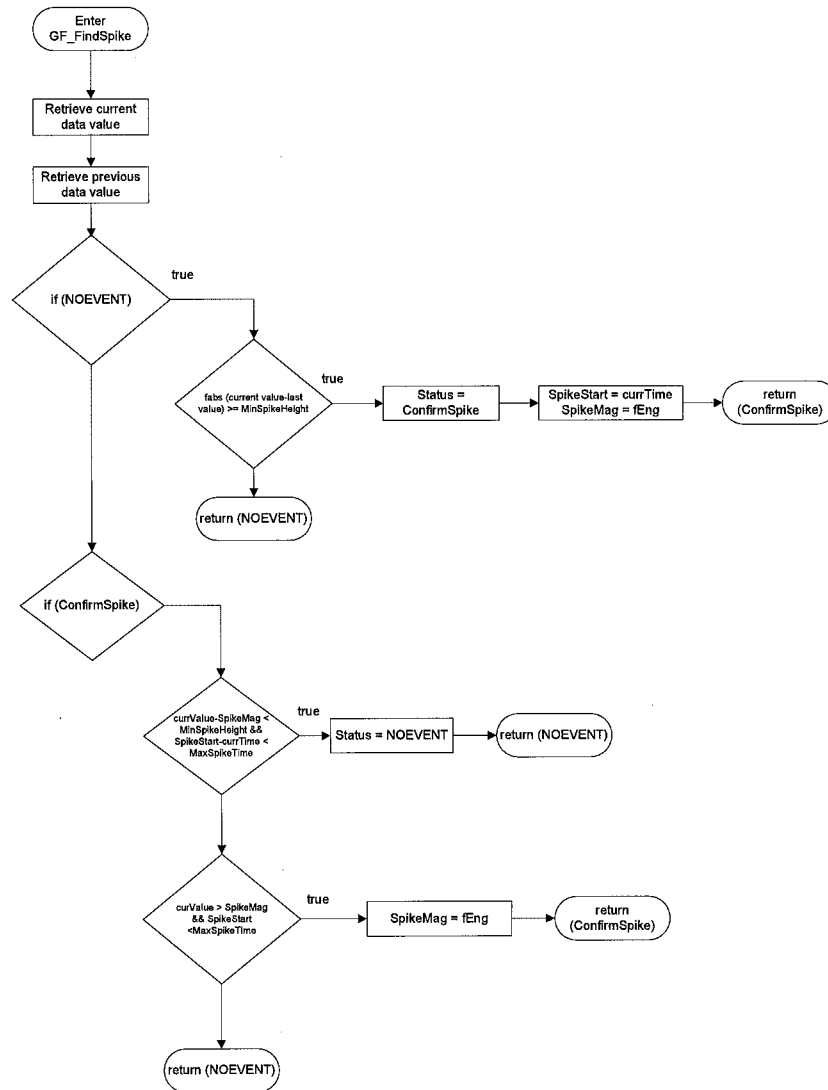 Enter
GF_FindSpike
Retrieve current
data value
Retrieve previous
data value
if (NOEVENT)
true
fabs (current value-last
value) >= MinSpikeHeight
true
Status =
ConfirmSpike
SpikeStart = currTime
SpikeMag = fEng
return
(ConfirmSpike)
return (NOEVENT)
if (ConfirmSpike)
currValue-SpikeMag <
MinSpikeHeight &&
SpikeStart-currTime <
MaxSpikeTime
true
Status = NOEVENT
return (NOEVENT)
curValue > SpikeMag
&& SpikeStart
<MaxSpikeTime
true
SpikeMag = fEng
return
(ConfirmSpike)
return (NOEVENT)